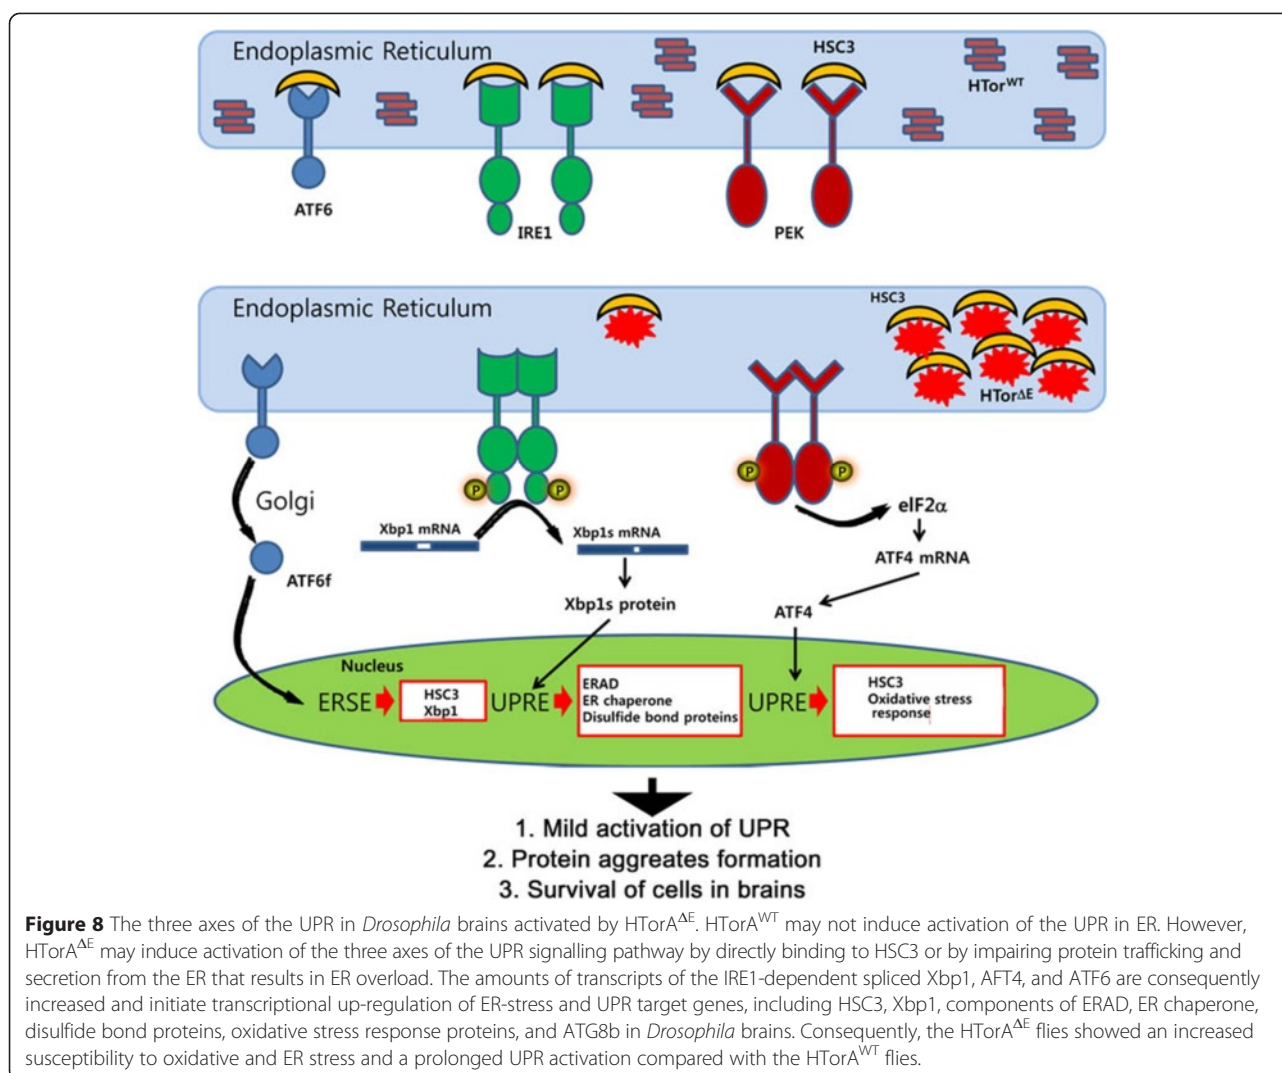 Endoplasmic Reticulum
HSC3
HTorWT
ATF6
IRE1
PEK
Endoplasmic Reticulum
HSC3
HTorΔE
P
P
P
P
Golgi
eIF2α
Xbp1 mRNA
Xbp1s mRNA
ATF4 mRNA
ATF6f
Xbp1s protein
ATF4
Nucleus
ERSE
HSC3
Xbp1
UPRE
ERAD
ER chaperone
Disulfide bond proteins
UPRE
HSC3
Oxidative stress
response
1. Mild activation of UPR
2. Protein aggreates formation
3. Survival of cells in brains
Figure 8 The three axes of the UPR in Drosophila brains activated by HTorAΔE. HTorAWT may not induce activation of the UPR in ER. However,
HTorAΔE may induce activation of the three axes of the UPR signalling pathway by directly binding to HSC3 or by impairing protein trafficking and
secretion from the ER that results in ER overload. The amounts of transcripts of the IRE1-dependent spliced Xbp1, AFT4, and ATF6 are consequently
increased and initiate transcriptional up-regulation of ER-stress and UPR target genes, including HSC3, Xbp1, components of ERAD, ER chaperone,
disulfide bond proteins, oxidative stress response proteins, and ATG8b in Drosophila brains. Consequently, the HTorAΔE flies showed an increased
susceptibility to oxidative and ER stress and a prolonged UPR activation compared with the HTorAWT flies.